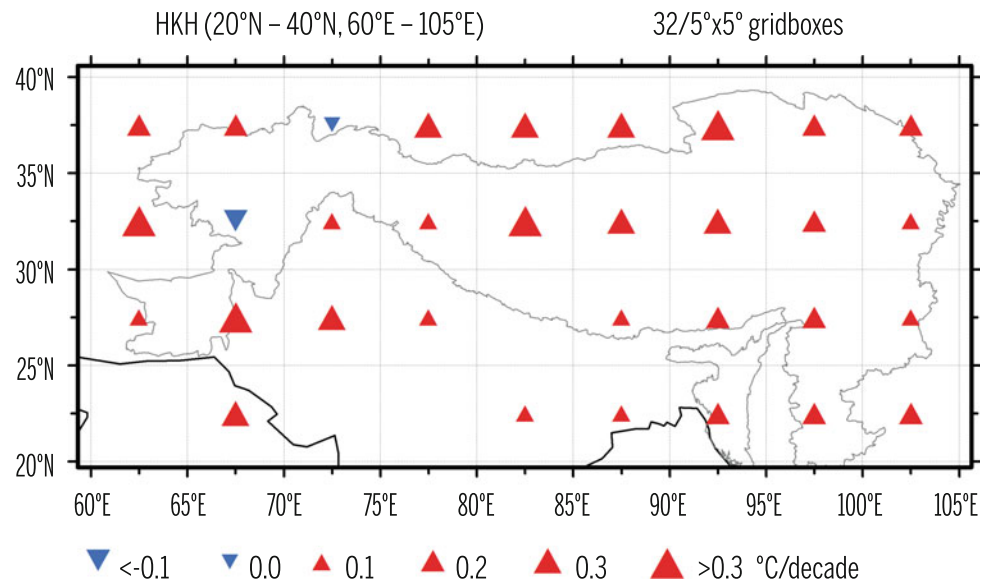 HKH (20°N – 40°N, 60°E – 105°E) 32/5°x5° gridboxes
40°N
35°N
30°N
25°N
20°N
60°E 65°E 70°E 75°E 80°E 85°E 90°E 95°E 100°E 105°E
<-0.1 0.0 0.1 0.2 0.3 >0.3 °C/decade